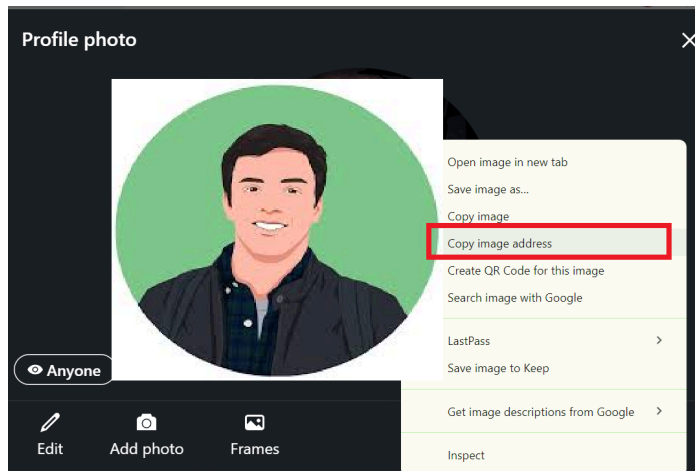 Profile photo
Open image in new tab
Save image as...
Copy image
Copy image address
Create QR Code for this image
Search image with Google
LastPass
Save image to Keep
Get image descriptions from Google
Inspect
Anyone
Edit
Add photo
Frames